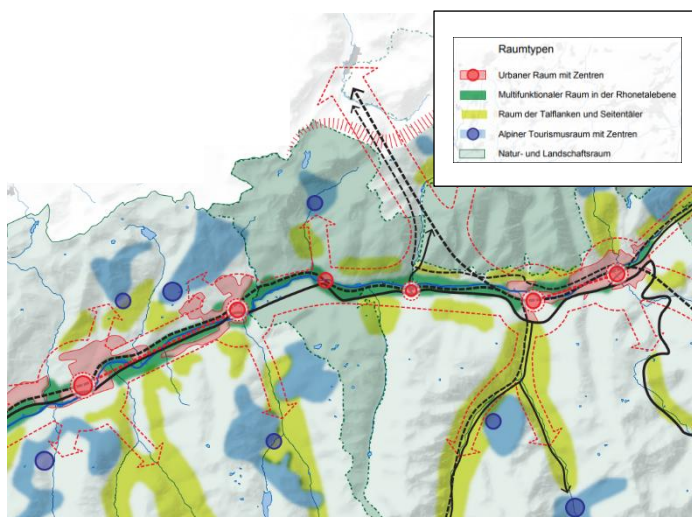 Raumtypen
Urbaner Raum mit Zentren
Multifunktionaler Raum in der Rhonetalebene
Raum der Talflanken und Seitentäler
Alpiner Tourismusraum mit Zentren
Natur- und Landschaftsraum